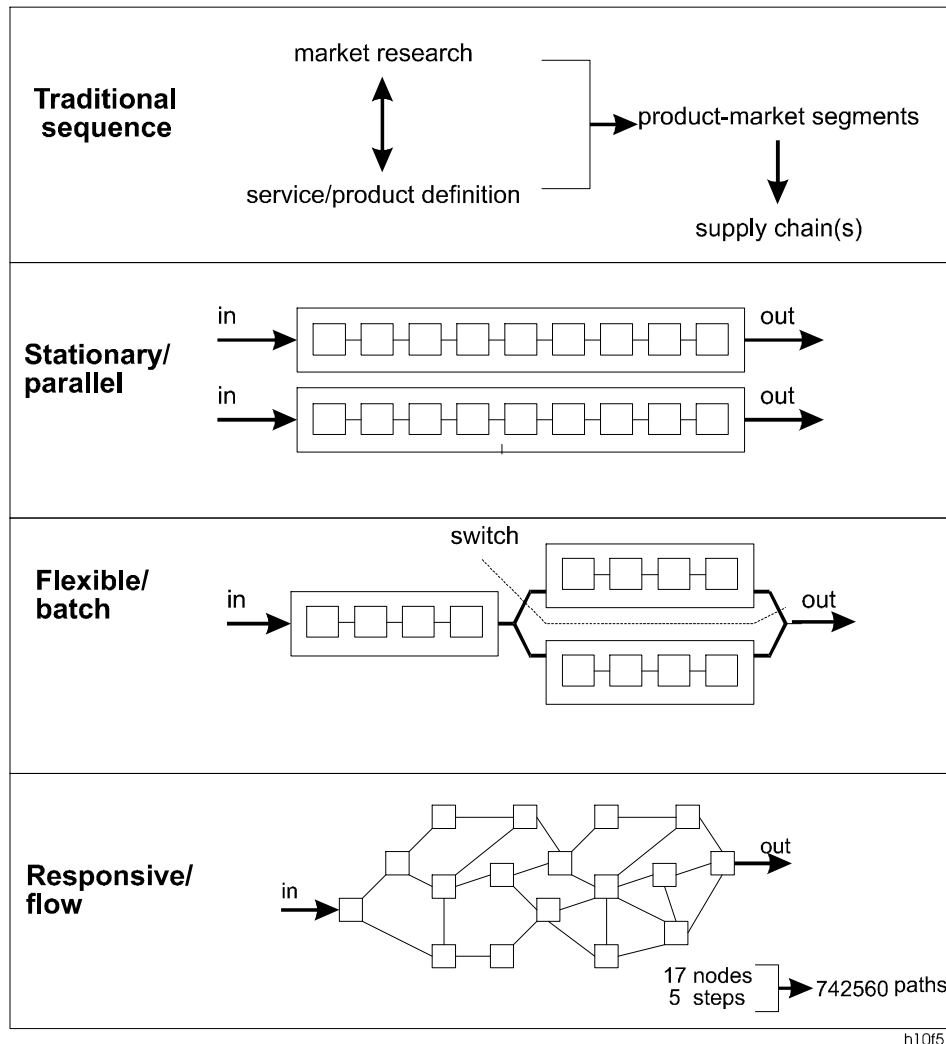 market research
Traditional
sequence
product-market segments
service/product definition
supply chain(s)
in
out
Stationary/
parallel
in
out
switch
Flexible/
batch
in
out
Responsive/
flow
in
out
17 nodes
5 steps
742560 paths
h10f5